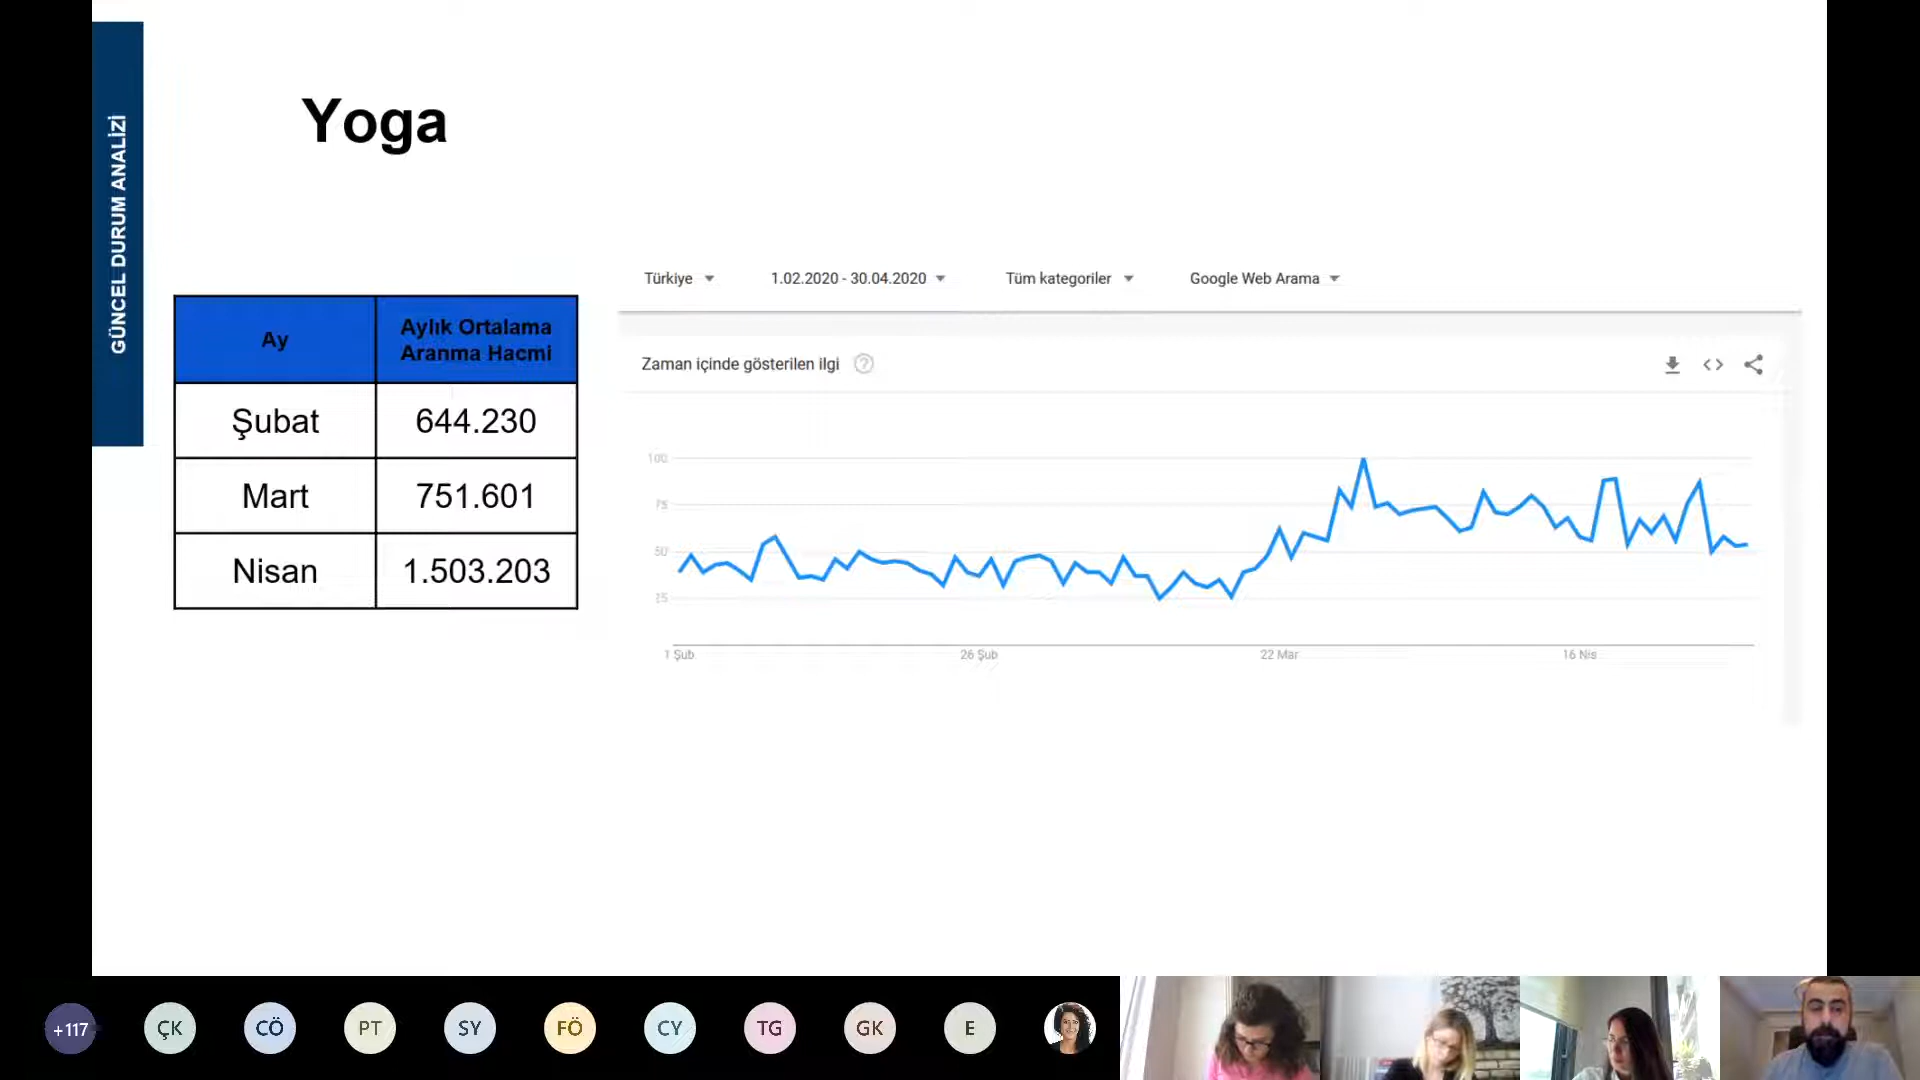 GÜNCEL DURUM ANALİZİ
Yoga
Ay
Aylık Ortalama
Aranma Hacmi
Şubat
644.230
Mart
751.601
Nisan
1.503.203
Türkiye
1.02.2020 - 30.04.2020
Tüm kategoriler
Google Web Arama
Zaman içinde gösterilen ilgi
?
100
75
50
25
1 Şub
26 Şub
22 Mar
16 Nis
+117
ÇK
CÖ
PT
SY
FÖ
CY
TG
GK
E